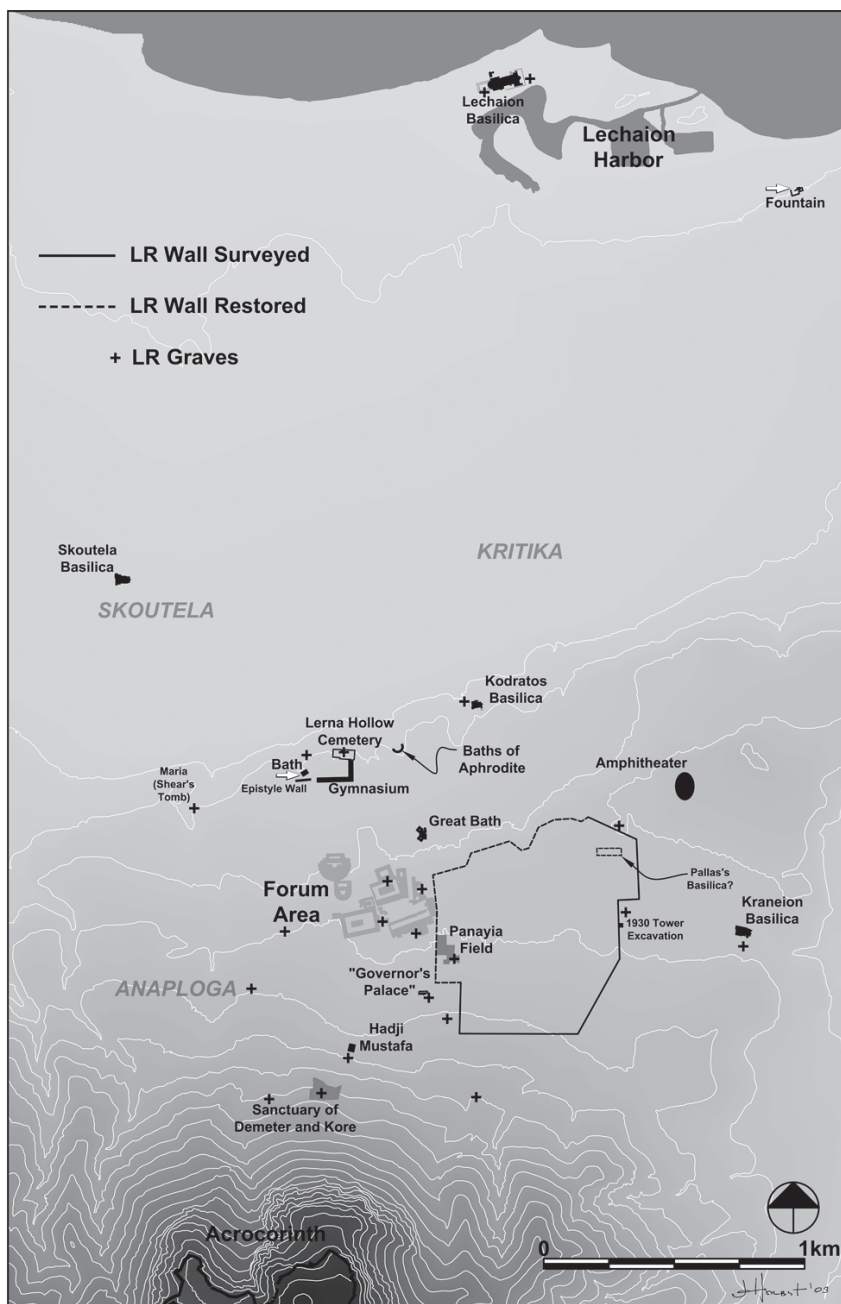 Lechaion
Basilica
Lechaion
Harbor
Fountain
LR Wall Surveyed
LR Wall Restored
LR Graves
KRITIKA
Skoutela
Basilica
SKOUTELA
Kodratos
Basilica
Lerna Hollow
Cemetery
Baths of
Aphrodite
Bath
Epistyle Wall
Gymnasium
Maria
(Shear's
Tomb)
Amphitheater
Great Bath
Pallas's
Basilica?
Forum
Area
Kraneion
Basilica
1930 Tower
Excavation
Panayia
Field
ANAPLOGA
"Governor's
Palace"
Hadji
Mustafa
Sanctuary of
Demeter and Kore
Acrocorinth
0
1km